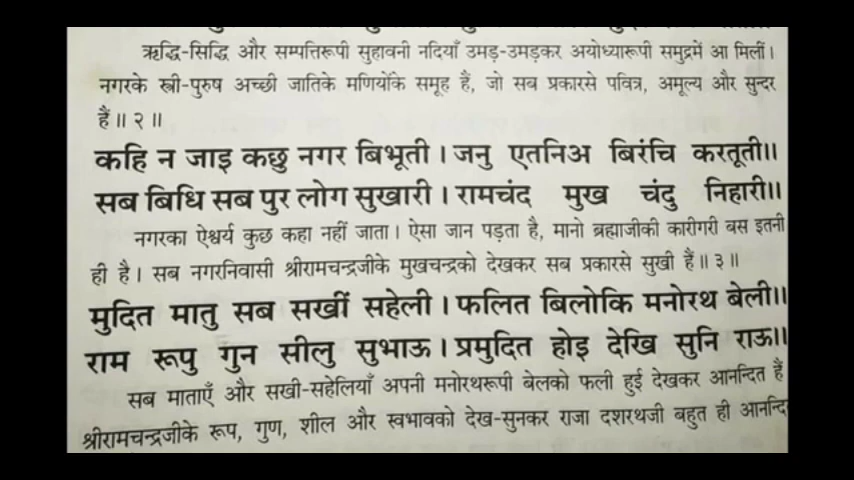 ऋद्धि-सिद्धि और सम्पत्तिरूपी सुहावनी नदियाँ उमड़-उमड़कर अयोध्यारूपी समुद्रमें आ मिलीं।
नगरके स्त्री-पुरुष अच्छी जातिके मणियोंके समूह हैं, जो सब प्रकारसे पवित्र, अमूल्य और सुन्दर
हैं॥ २॥
कहि न जाइ कछु नगर बिभूती। जनु एतनिअ बिरंचि करतूती॥
सब बिधि सब पुर लोग सुखारी। रामचंद मुख चंदु निहारी॥
नगरका ऐश्वर्य कुछ कहा नहीं जाता। ऐसा जान पड़ता है, मानो ब्रह्माजीकी कारीगरी बस इतनी
ही है। सब नगरनिवासी श्रीरामचन्द्रजीके मुखचन्द्रको देखकर सब प्रकारसे सुखी हैं॥ ३॥
मुदित मातु सब सखीं सहेली। फलित बिलोकि मनोरथ बेली॥
राम रूपु गुन सीलु सुभाऊ। प्रमुदित होइ देखि सुनि राऊ॥
सब माताएँ और सखी-सहेलियाँ अपनी मनोरथरूपी बेलको फली हुई देखकर आनन्दित हैं
श्रीरामचन्द्रजीके रूप, गुण, शील और स्वभावको देख-सुनकर राजा दशरथजी बहुत ही आनन्दि